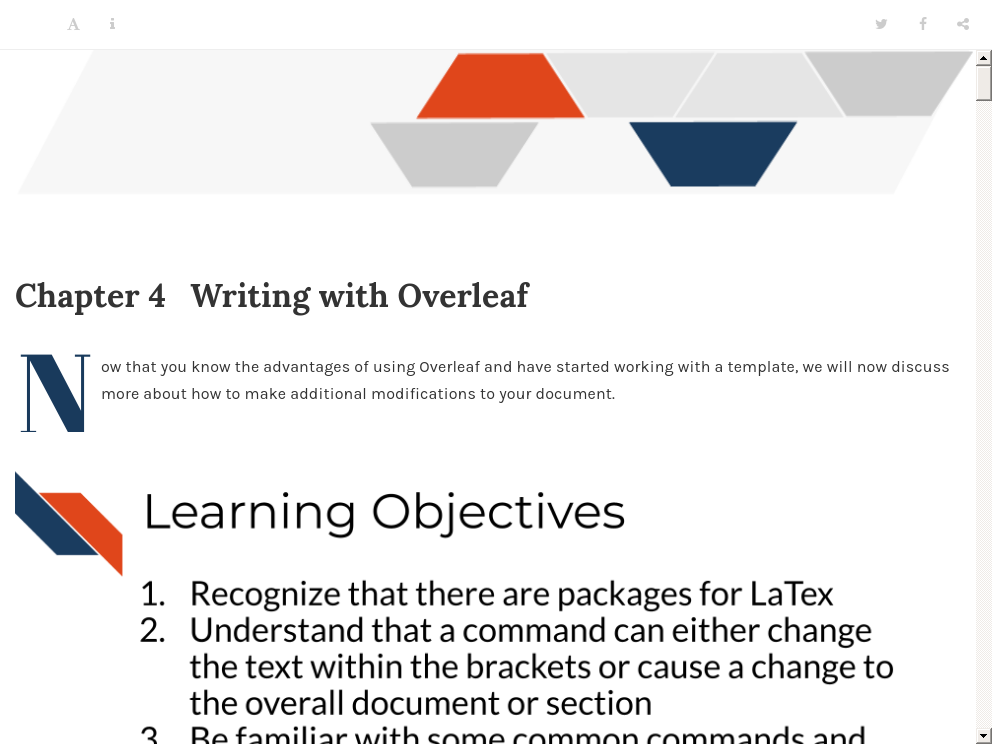 Chapter 4 Writing with Overleaf
Now that you know the advantages of using Overleaf and have started working with a template, we will now discuss
more about how to make additional modifications to your document.
Learning Objectives
1. Recognize that there are packages for LaTex
2. Understand that a command can either change
the text within the brackets or cause a change to
the overall document or section
3. Be familiar with some common commands and